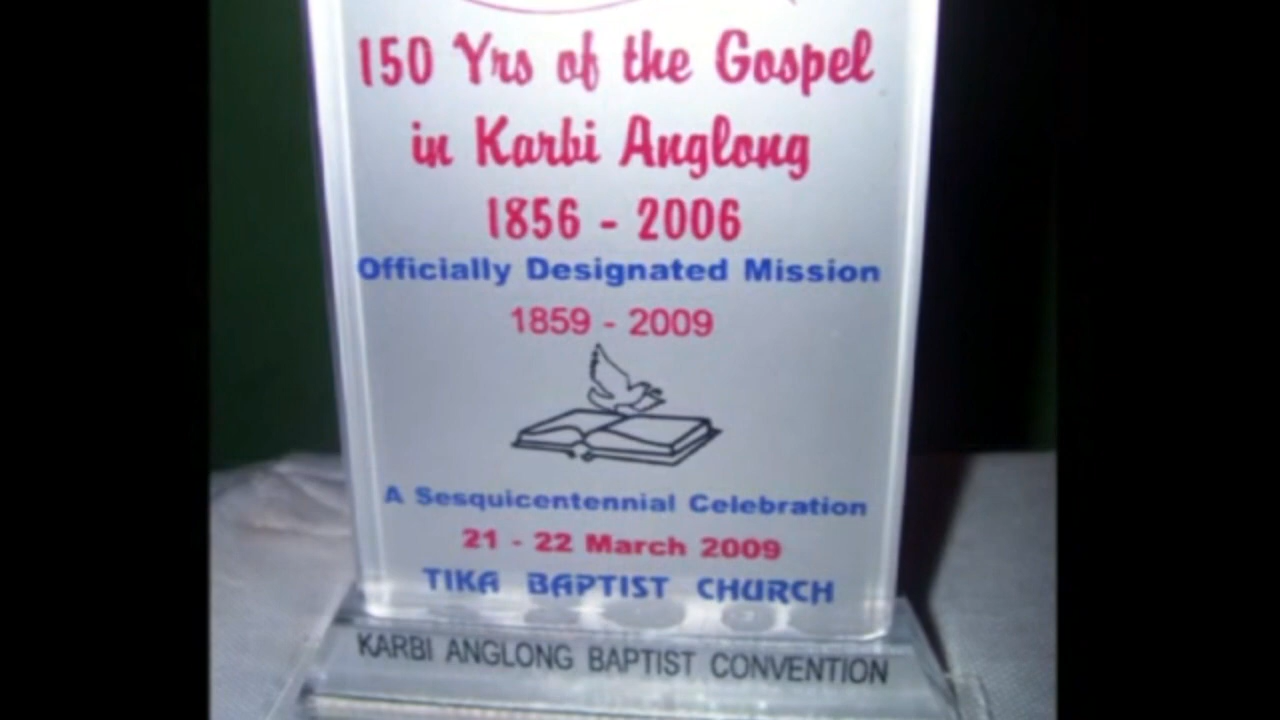 150 Yrs of the Gospel
in Karbi Anglong
1856 - 2006
Officially Designated Mission
1859 - 2009
A Sesquicentennial Celebration
21 - 22 March 2009
TIKA BAPTIST CHURCH
KARBI ANGLONG BAPTIST CONVENTION